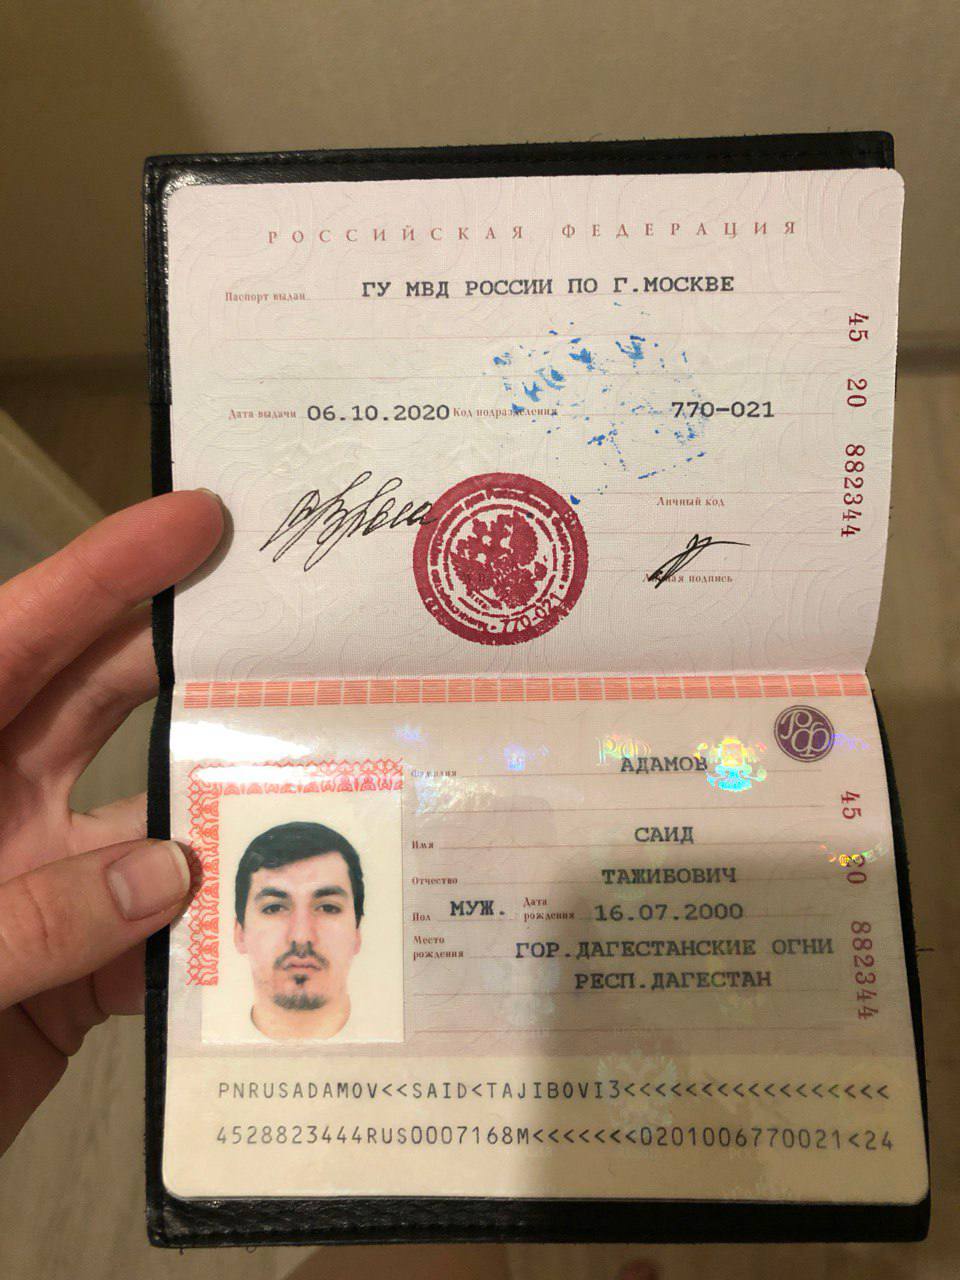 РОССИЙСКАЯ ФЕДЕРАЦИЯ
Паспорт выдан ГУ МВД РОССИИ ПО Г.МОСКВЕ
Дата выдачи 06.10.2020 Код подразделения 770-021
45 20 882344
Личный код
Личная подпись
770-021
РФ
Фамилия АДАМОВ
Имя САИД
Отчество ТАЖИБОВИЧ
Пол МУЖ. Дата рождения 16.07.2000
Место рождения ГОР.ДАГЕСТАНСКИЕ ОГНИ
РЕСП.ДАГЕСТАН
45 20 882344
PNRUSADAMOV<<SAID<TAJIBOVI3<<<<<<<<<<<<<<<<<
4528823444RUS0007168M<<<<<<<0201006770021<24